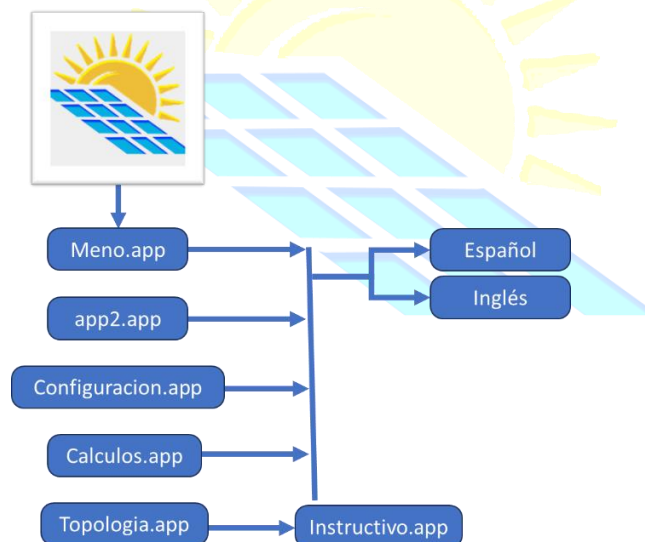 Meno.app
Español
Inglés
app2.app
Configuracion.app
Calculos.app
Topologia.app
Instructivo.app